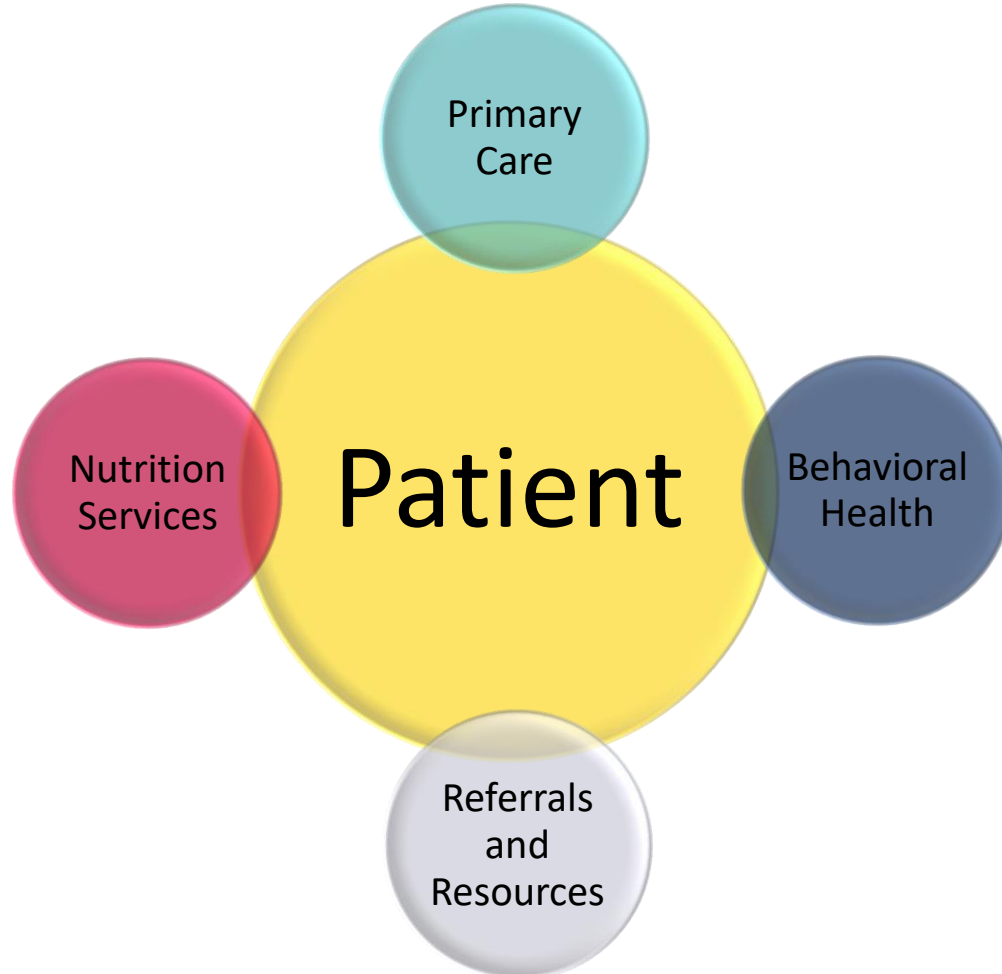 Primary
Care
Nutrition
Services
Patient
Behavioral
Health
Referrals
and
Resources